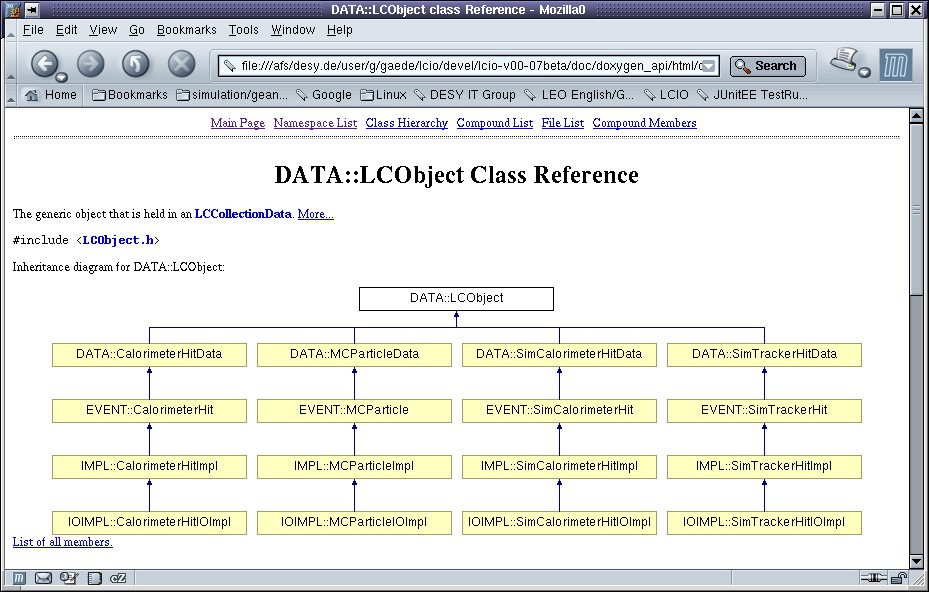 DATA::LCObject class Reference - Mozilla0
File Edit View Go Bookmarks Tools Window Help
file:///afs/desy.de/user/g/gaede/lcio/devel/lcio-v00-07beta/doc/doxygen_api/html/c Search
Home Bookmarks simulation/gean... Google Linux DESY IT Group LEO English/G... LCIO JUnitEE TestRu...
Main Page Namespace List Class Hierarchy Compound List File List Compound Members
DATA::LCObject Class Reference
The generic object that is held in an LCCollectionData. More...
#include <LCObject.h>
Inheritance diagram for DATA::LCObject:
DATA::LCObject
DATA::CalorimeterHitData DATA::MCParticleData DATA::SimCalorimeterHitData DATA::SimTrackerHitData
EVENT::CalorimeterHit EVENT::MCParticle EVENT::SimCalorimeterHit EVENT::SimTrackerHit
IMPL::CalorimeterHitImpl IMPL::MCParticleImpl IMPL::SimCalorimeterHitImpl IMPL::SimTrackerHitImpl
IOIMPL::CalorimeterHitIOImpl IOIMPL::MCParticleIOImpl IOIMPL::SimCalorimeterHitIOImpl IOIMPL::SimTrackerHitIOImpl
List of all members.